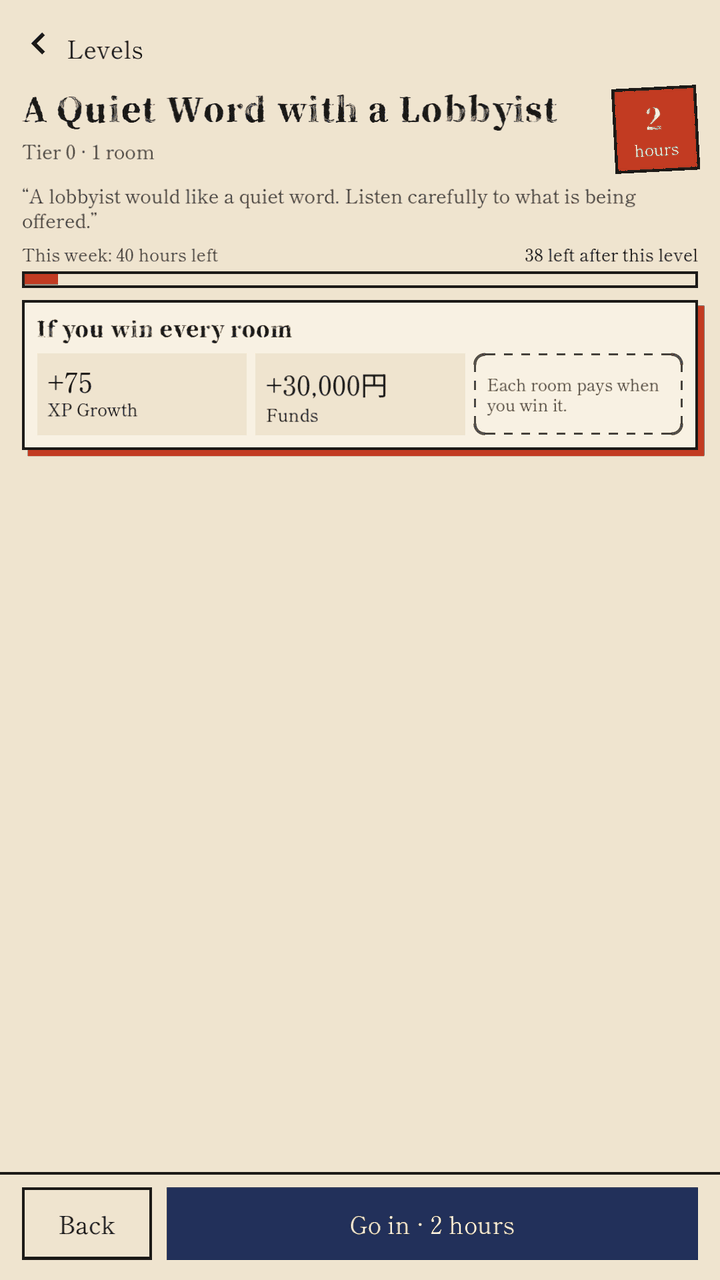 Levels
A Quiet Word with a Lobbyist
2
hours
Tier 0 · 1 room
“A lobbyist would like a quiet word. Listen carefully to what is being
offered.”
This week: 40 hours left
38 left after this level
If you win every room
+75
XP Growth
+30,000円
Funds
Each room pays when
you win it.
Back
Go in · 2 hours